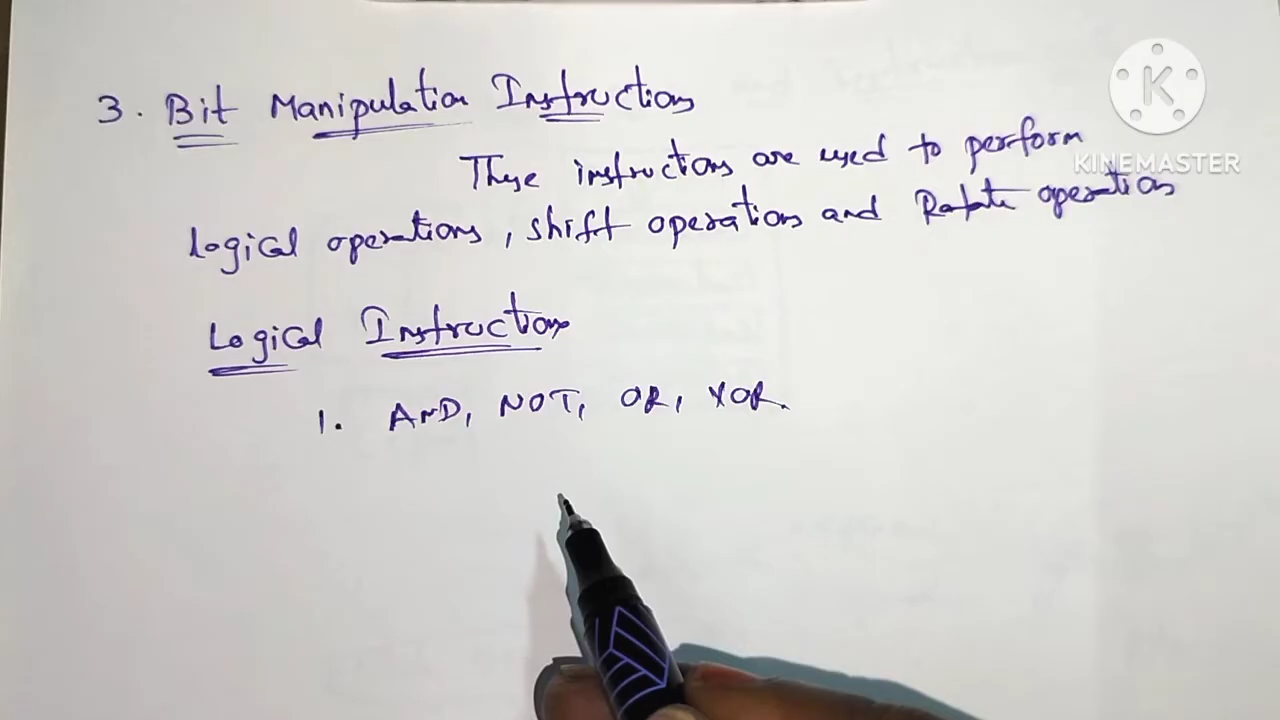 3. Bit Manipulation Instructions
KINEMASTER
These instructions are used to perform
logical operations, shift operations and Rotate operations
Logical Instructions
1. AND, NOT, OR, XOR.